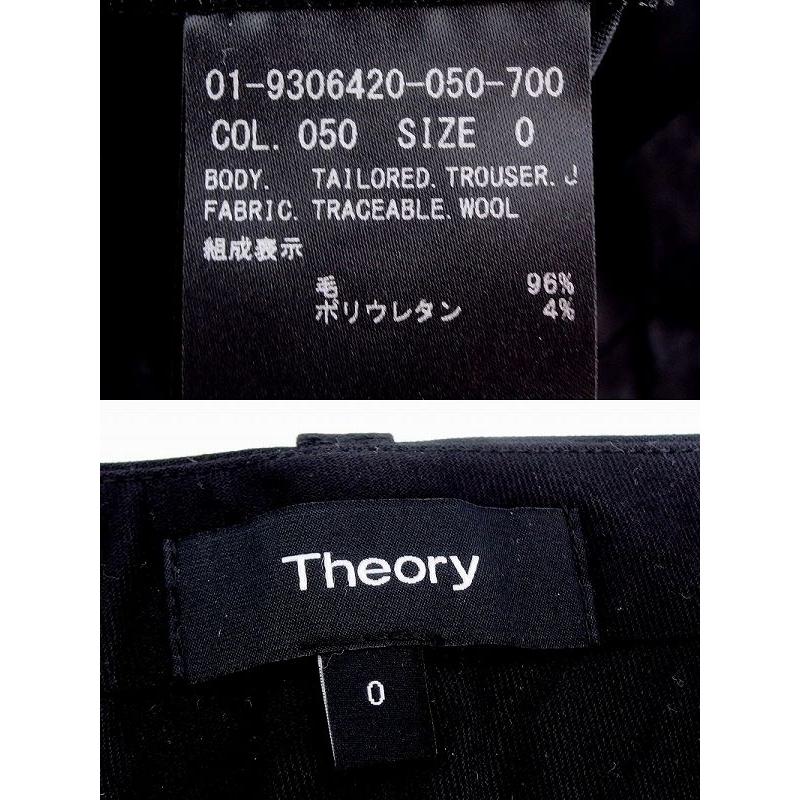 01-9306420-050-700
COL. 050 SIZE 0
BODY. TAILORED. TROUSER. J
FABRIC. TRACEABLE. WOOL
組成表示
毛 96%
ポリウレタン 4%
Theory
0